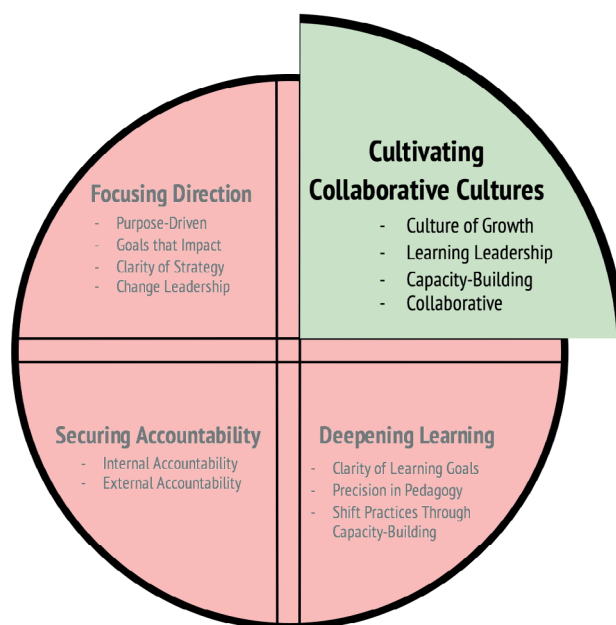 Cultivating
Collaborative Cultures
- Culture of Growth
- Learning Leadership
- Capacity-Building
- Collaborative
Focusing Direction
- Purpose-Driven
- Goals that Impact
- Clarity of Strategy
- Change Leadership
Securing Accountability
- Internal Accountability
- External Accountability
Deepening Learning
- Clarity of Learning Goals
- Precision in Pedagogy
- Shift Practices Through
Capacity-Building